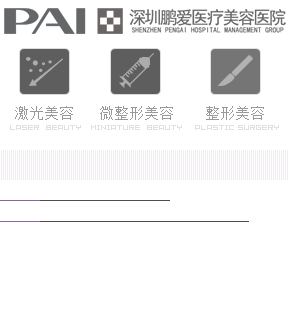 PAI 深圳鹏爱医疗美容医院
SHENZHEN PENGAI HOSPITAL MANAGEMENT GROUP
激光美容 微整形美容 整形美容
LASER BEAUTY MINIATURE BEAUTY PLASTIC SURGERY